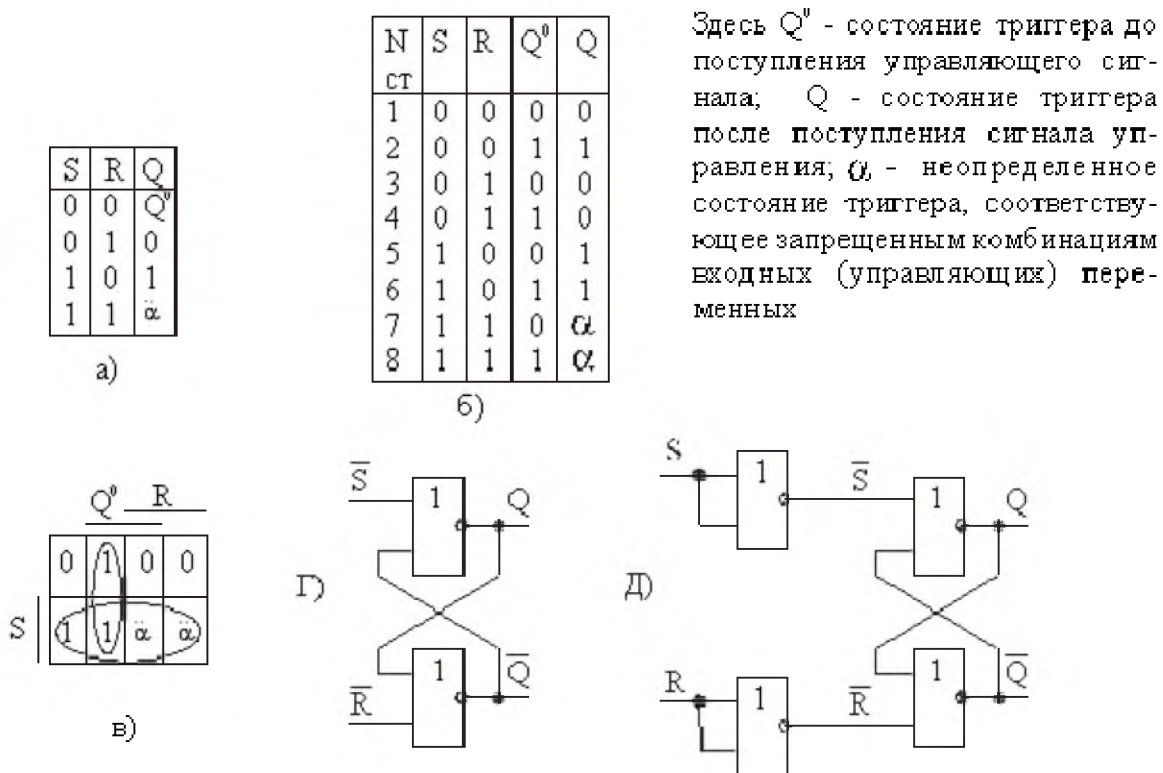 S R Q
0 0 Q⁰
0 1 0
1 0 1
1 1 α̈
а)
N S R Q⁰ Q
ст
1 0 0 0 0
2 0 0 1 1
3 0 1 0 0
4 0 1 1 0
5 1 0 0 1
6 1 0 1 1
7 1 1 0 α
8 1 1 1 α
б)
Здесь Q⁰ - состояние триггера до
поступления управляющего сиг-
нала; Q - состояние триггера
после поступления сигнала уп-
равления; α - неопределенное
состояние триггера, соответству-
ющее запрещенным комбинациям
входных (управляющих) пере-
менных
Q⁰ R
0 1 0 0
S 1 1 α̈ α̈
в)
Г)
S̅ 1 Q
R̅ 1 Q̅
Д)
S 1 S̅ 1 Q
R 1 R̅ 1 Q̅